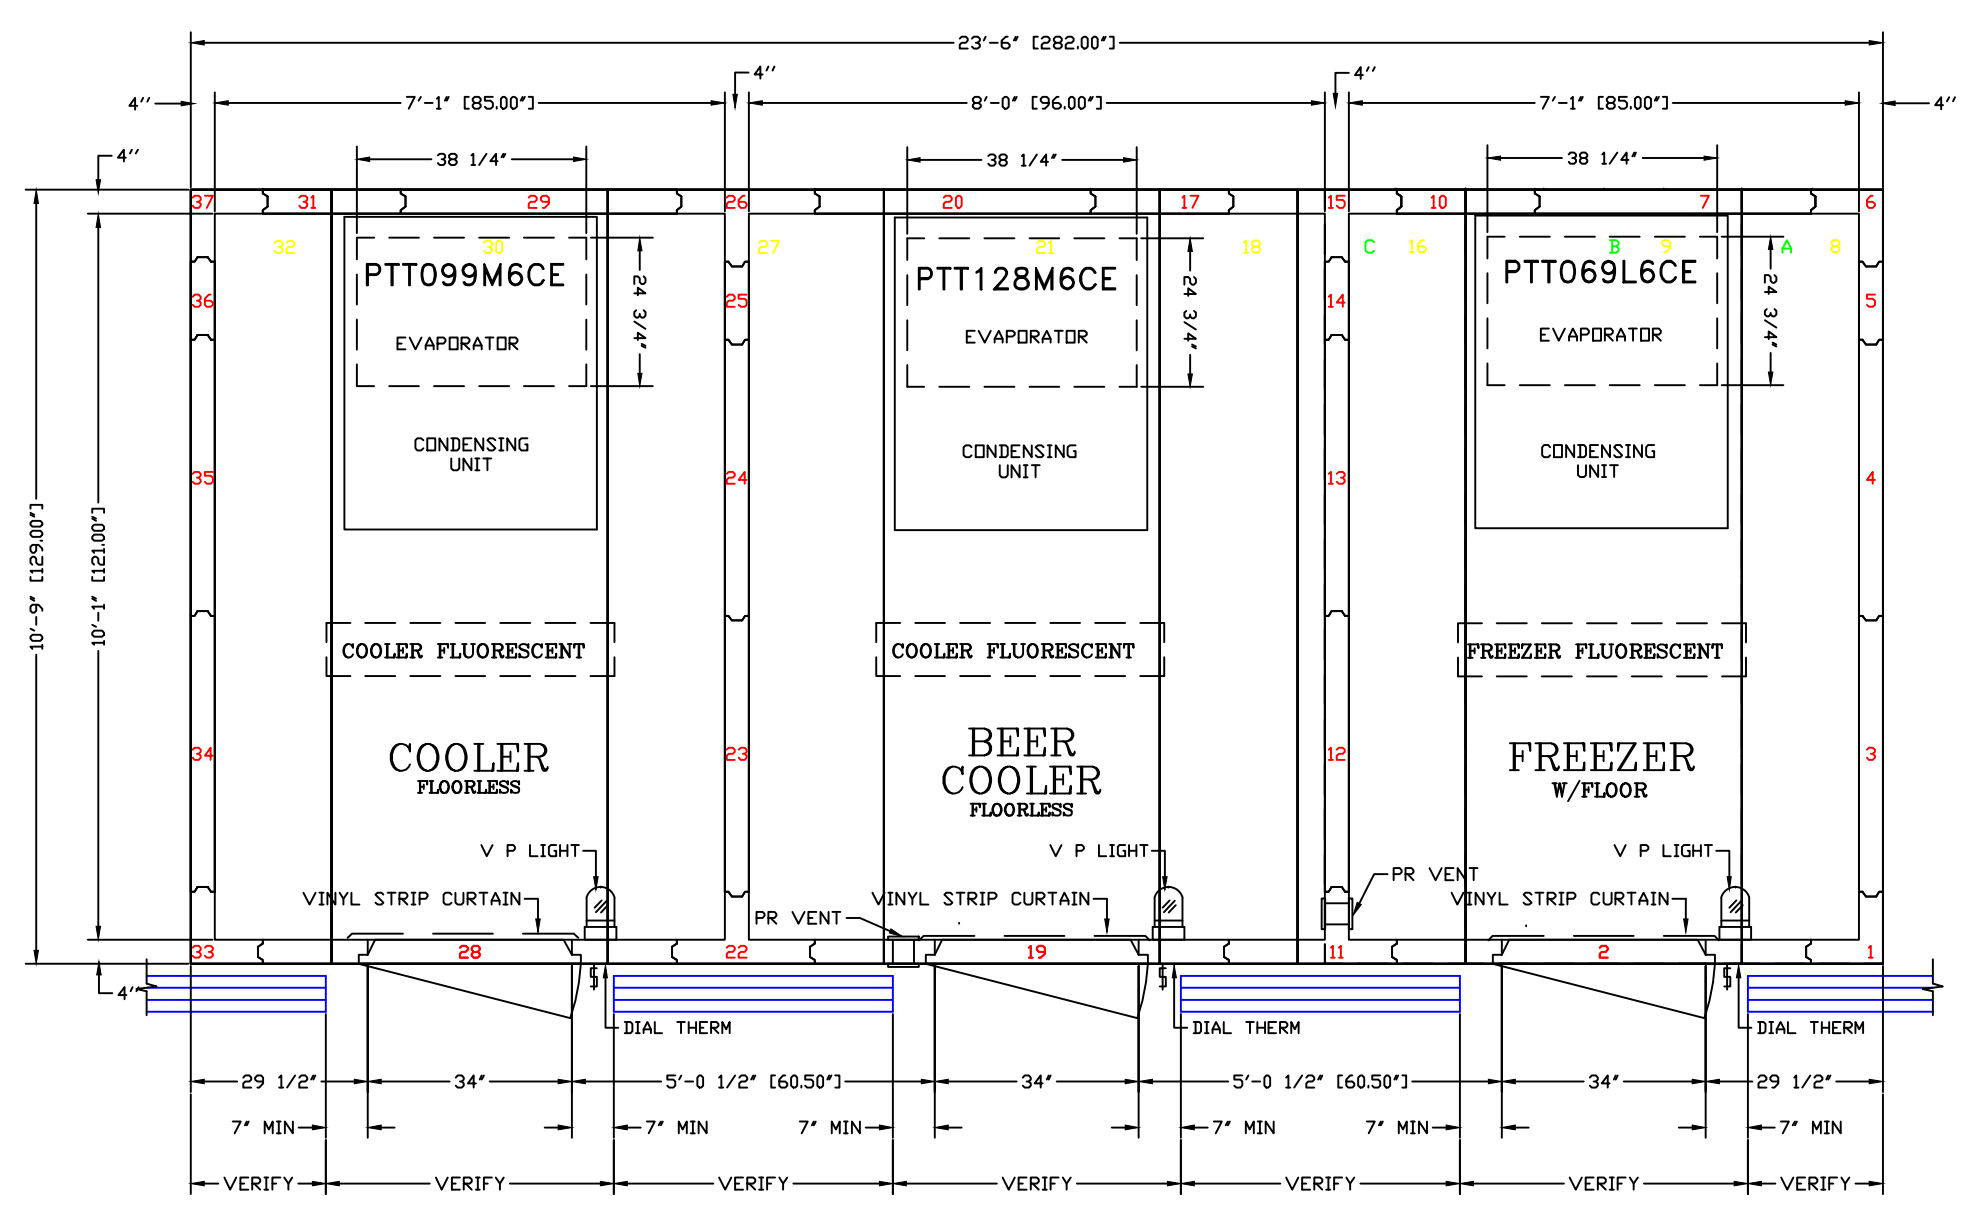 23'-6" [282.00"]
4" 4"
4" 7'-1" [85.00"] 8'-0" [96.00"] 7'-1" [85.00"] 4"
4" 38 1/4" 38 1/4" 38 1/4"
37 31 29 26 20 17 15 10 7 6
32 30 27 21 18 C 16 B 9 A 8
PTT099M6CE PTT128M6CE PTT069L6CE
36 25 14 5
24 3/4" 24 3/4" 24 3/4"
EVAPORATOR EVAPORATOR EVAPORATOR
CONDENSING CONDENSING CONDENSING
UNIT UNIT UNIT
35 24 13 4
10'-9" [129.00"] 10'-1" [121.00"]
COOLER FLUORESCENT COOLER FLUORESCENT FREEZER FLUORESCENT
34 23 12 3
COOLER
FLOORLESS
BEER
COOLER
FLOORLESS
FREEZER
W/FLOOR
V P LIGHT V P LIGHT V P LIGHT
PR VENT
VINYL STRIP CURTAIN VINYL STRIP CURTAIN VINYL STRIP CURTAIN
PR VENT
33 28 22 19 11 2 1
4"
DIAL THERM DIAL THERM DIAL THERM
29 1/2" 34" 5'-0 1/2" [60.50"] 34" 5'-0 1/2" [60.50"] 34" 29 1/2"
7" MIN 7" MIN 7" MIN 7" MIN 7" MIN 7" MIN
VERIFY VERIFY VERIFY VERIFY VERIFY VERIFY VERIFY